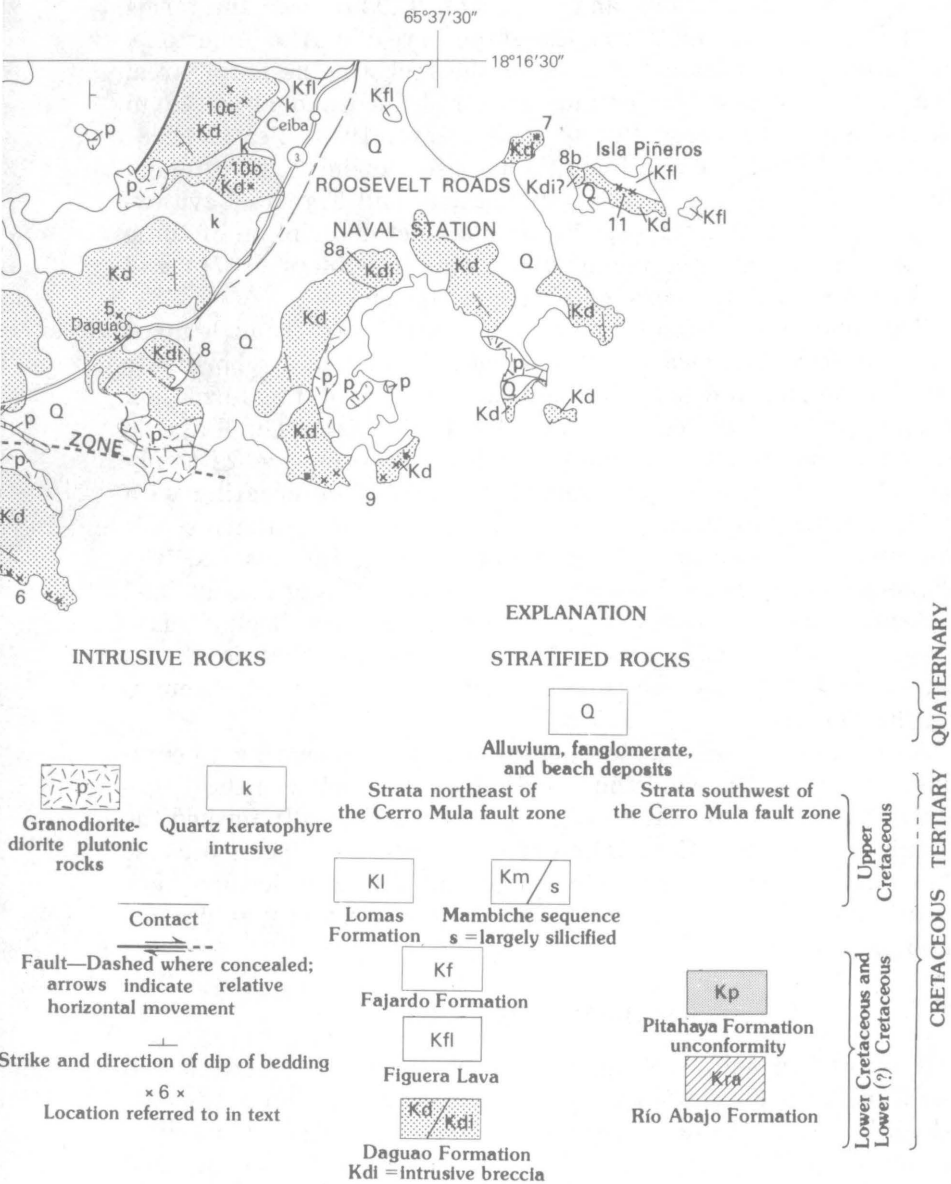 65°37'30"
18°16'30"
Kfl
k
10c
Ceiba
Kfl
p
Kd
Q
7
k
3
Kd
Isla Piñeros
10b
8b
Kfl
p
Kd
ROOSEVELT ROADS
Kdi?
Q
k
11
Kd
Kfl
NAVAL STATION
8a
Kd
Kdi
Kd
Q
5
Daguao
Kd
Kd
Kdi
8
Q
p
p
p
p
Q
Q
Kd
Kd
p
ZONE
p
Kd
p
Kd
9
Kd
6
EXPLANATION
INTRUSIVE ROCKS
STRATIFIED ROCKS
Q
Alluvium, fanglomerate,
and beach deposits
QUATERNARY
p
Granodiorite-
diorite plutonic
rocks
k
Quartz keratophyre
intrusive
Strata northeast of
the Cerro Mula fault zone
Strata southwest of
the Cerro Mula fault zone
Upper
Cretaceous
TERTIARY
Kl
Lomas
Formation
Km
s
Mambiche sequence
s =largely silicified
Contact
Fault—Dashed where concealed;
arrows indicate relative
horizontal movement
Kf
Fajardo Formation
Kp
Pitahaya Formation
unconformity
Kfl
Figuera Lava
Strike and direction of dip of bedding
Kra
Río Abajo Formation
× 6 ×
Location referred to in text
Kd
Kdi
Daguao Formation
Kdi =intrusive breccia
Lower Cretaceous and
Lower (?) Cretaceous
CRETACEOUS